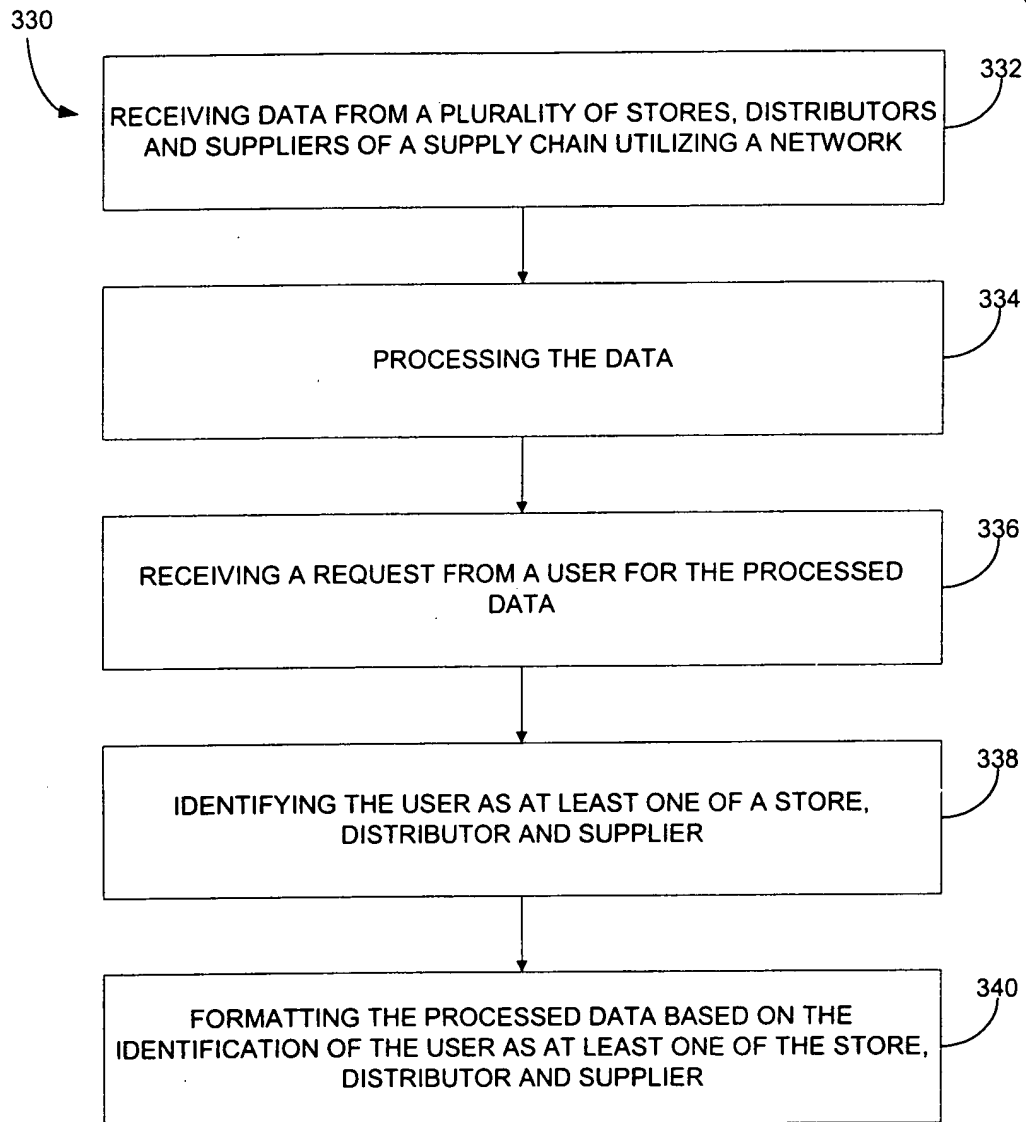 330
332
RECEIVING DATA FROM A PLURALITY OF STORES, DISTRIBUTORS
AND SUPPLIERS OF A SUPPLY CHAIN UTILIZING A NETWORK
334
PROCESSING THE DATA
336
RECEIVING A REQUEST FROM A USER FOR THE PROCESSED
DATA
338
IDENTIFYING THE USER AS AT LEAST ONE OF A STORE,
DISTRIBUTOR AND SUPPLIER
340
FORMATTING THE PROCESSED DATA BASED ON THE
IDENTIFICATION OF THE USER AS AT LEAST ONE OF THE STORE,
DISTRIBUTOR AND SUPPLIER